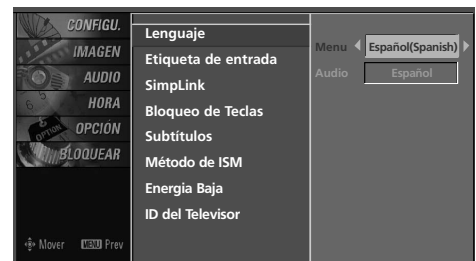 CONFIGU.
IMAGEN
AUDIO
HORA
OPCIÓN
OPTION
BLOQUEAR
Mover MENU Prev
Lenguaje
Etiqueta de entrada
SimpLink
Bloqueo de Teclas
Subtítulos
Método de ISM
Energia Baja
ID del Televisor
Menu Español(Spanish)
Audio Español